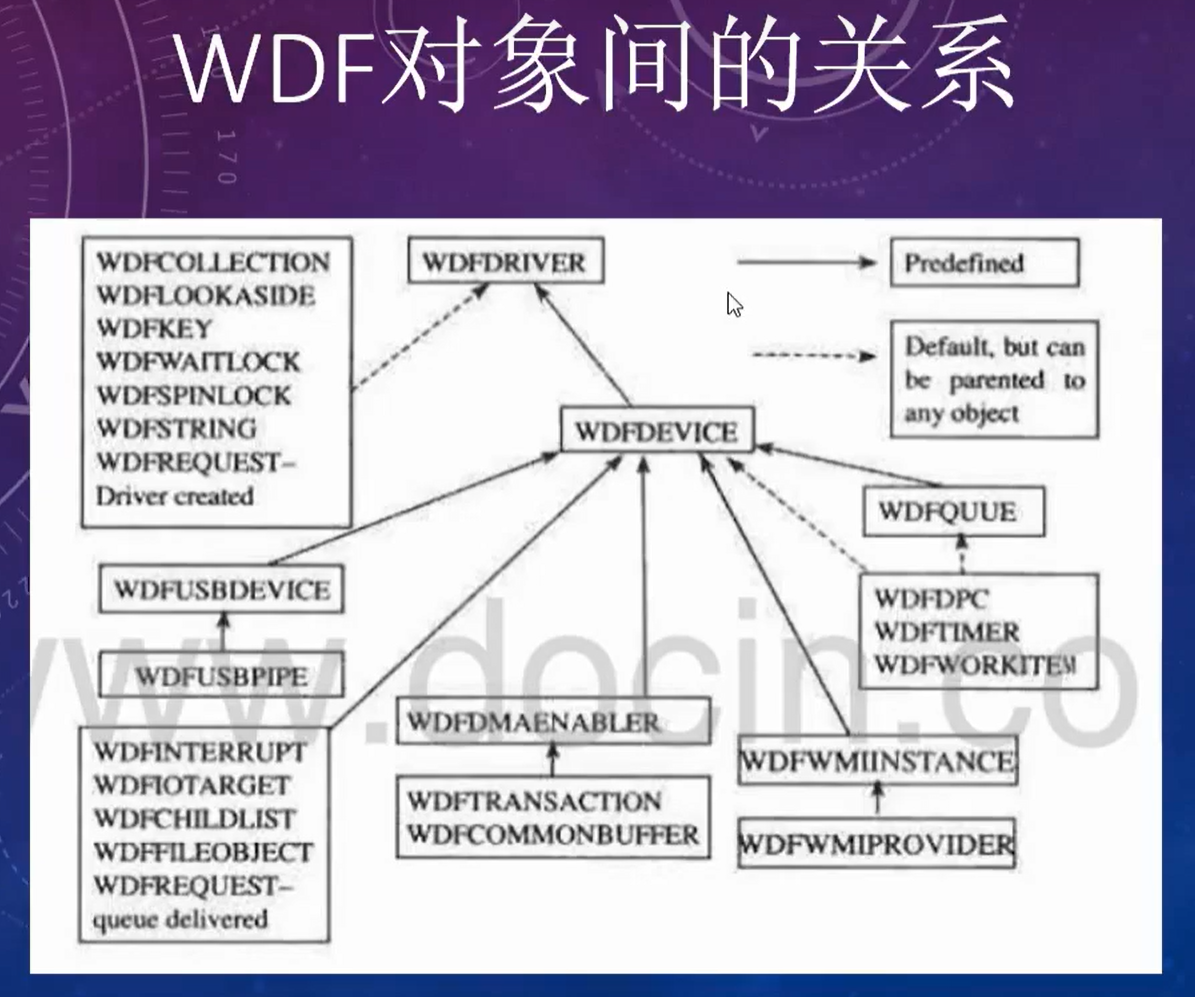 WDF对象间的关系
170
WDFCOLLECTION
WDFLOOKASIDE
WDFKEY
WDFWAITLOCK
WDFSPINLOCK
WDFSTRING
WDFREQUEST–
Driver created
WDFDRIVER
Predefined
Default, but can
be parented to
any object
WDFDEVICE
WDFQUUE
WDFUSBDEVICE
WDFUSBPIPE
WDFDPC
WDFTIMER
WDFWORKITEM
WDFINTERRUPT
WDFIOTARGET
WDFCHILDLIST
WDFFILEOBJECT
WDFREQUEST–
queue delivered
WDFDMAENABLER
WDFTRANSACTION
WDFCOMMONBUFFER
WDFWMIINSTANCE
WDFWMIPROVIDER
www.docin.co